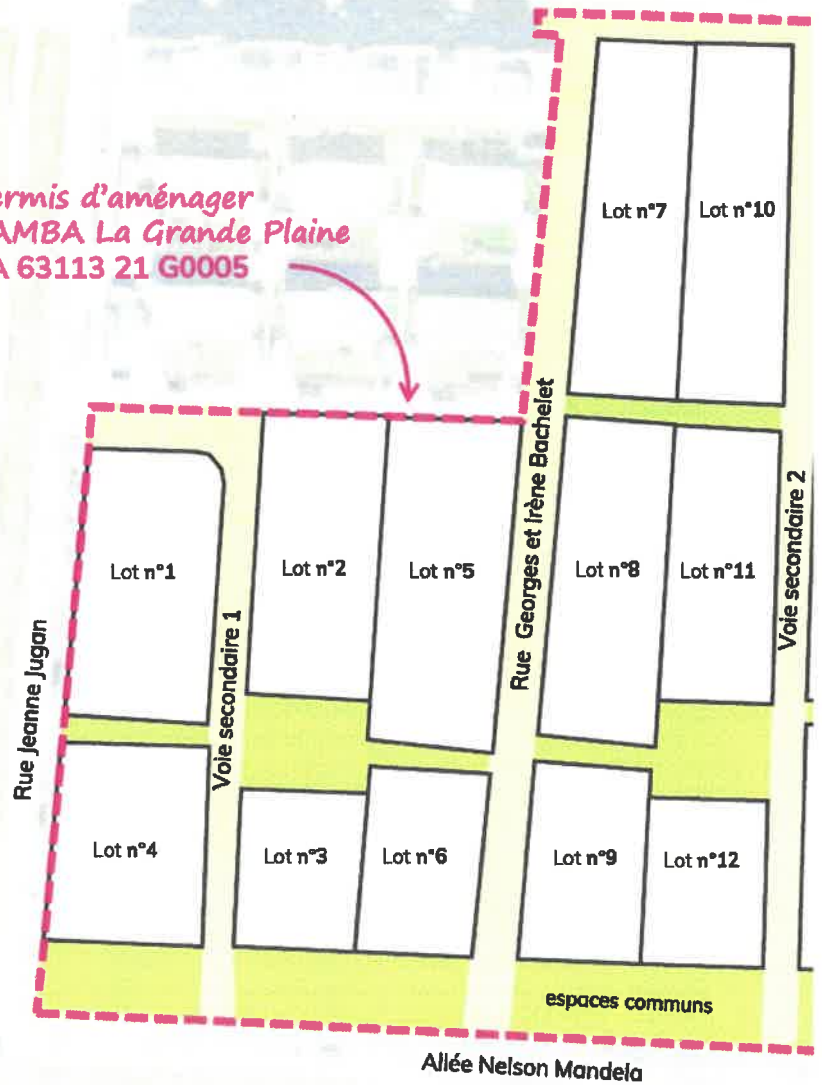 ermis d'aménager
AMBA La Grande Plaine
A 63113 21 G0005
Lot n°7
Lot n°10
Rue Georges et Irène Bachelet
Lot n°1
Lot n°2
Lot n°5
Lot n°8
Lot n°11
Rue Jeanne Jugan
Voie secondaire 1
Voie secondaire 2
Lot n°4
Lot n°3
Lot n°6
Lot n°9
Lot n°12
espaces communs
Allée Nelson Mandela